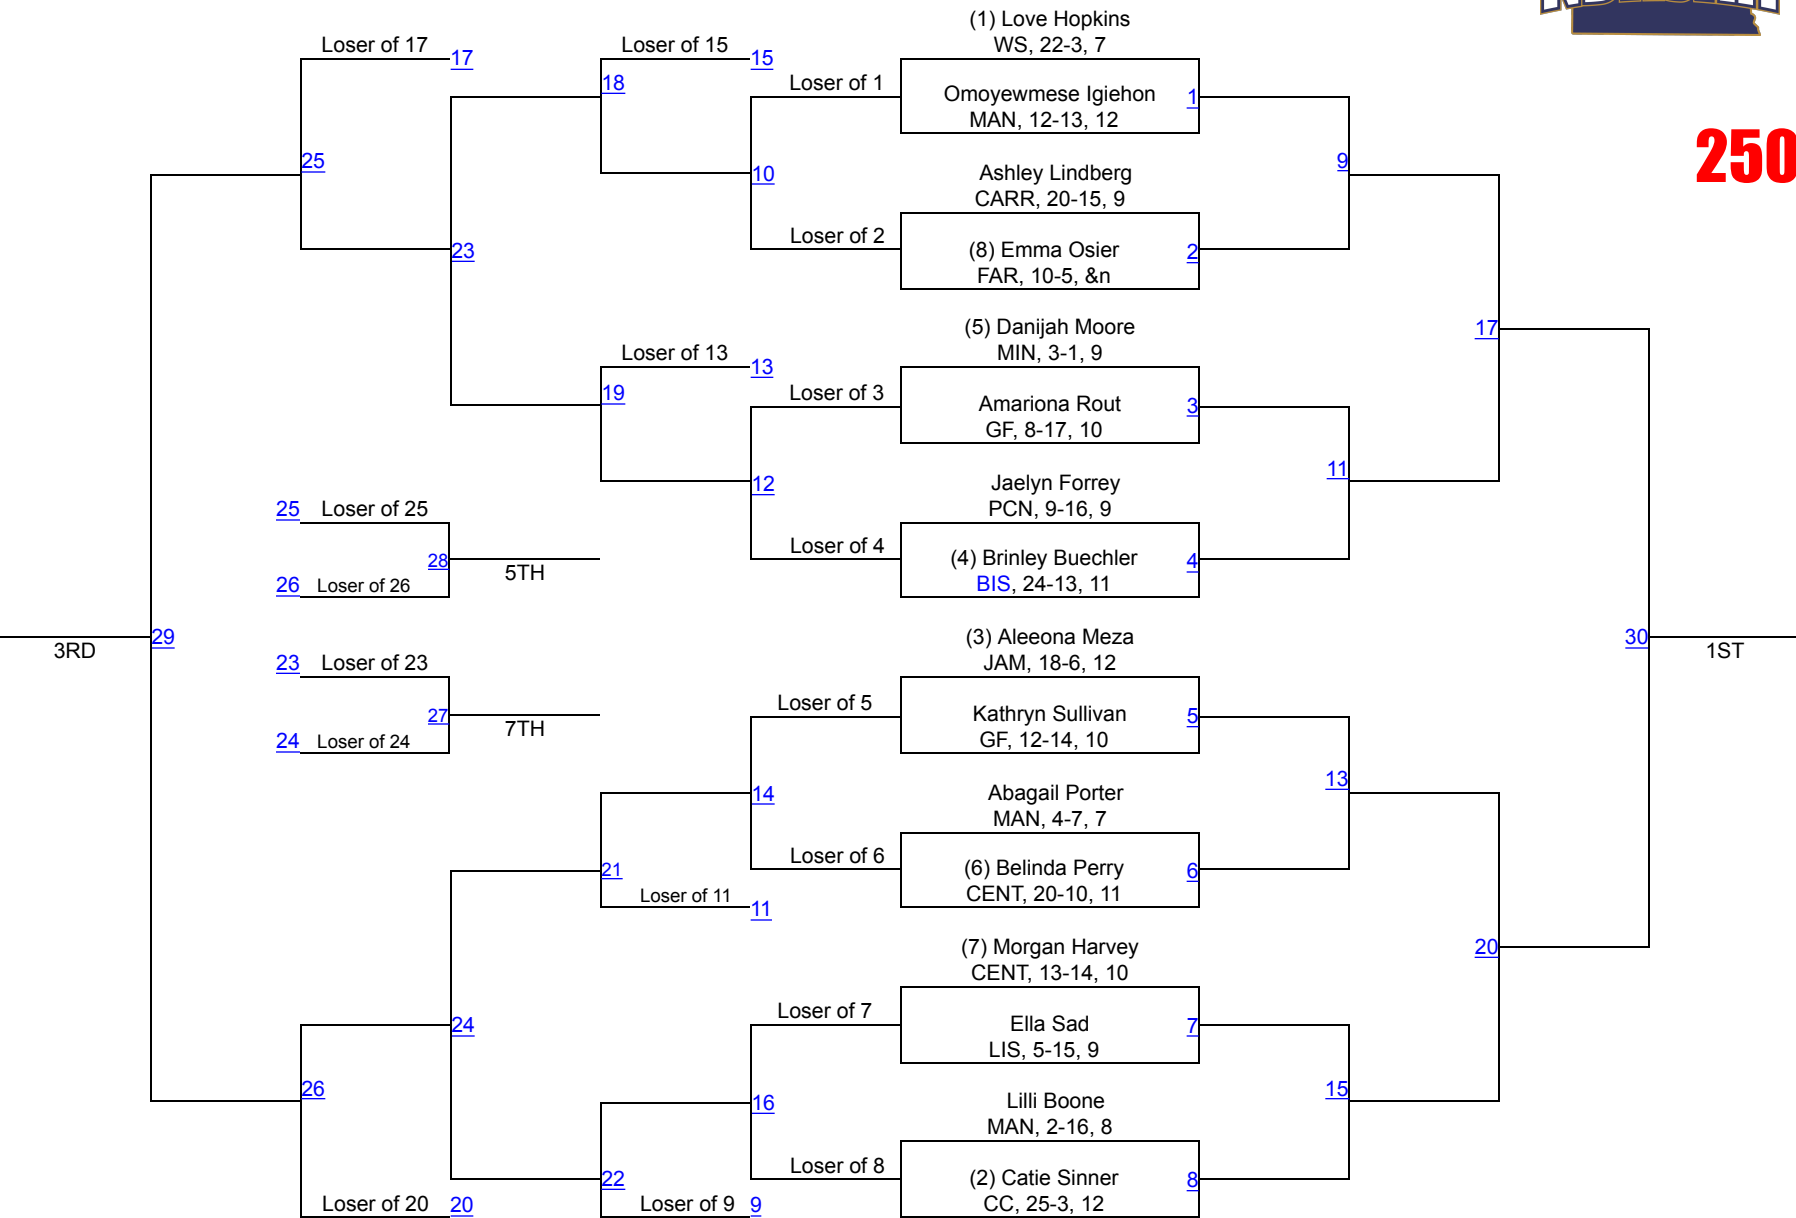 (1) Love Hopkins
WS, 22-3, 7
Loser of 17
17
Loser of 15
15
18
Loser of 1
Omoyewmese Igiehon
MAN, 12-13, 12
1
250
25
10
Ashley Lindberg
CARR, 20-15, 9
9
Loser of 2
(8) Emma Osier
FAR, 10-5, &n
2
23
(5) Danijah Moore
MIN, 3-1, 9
17
Loser of 13
13
19
Loser of 3
Amariona Rout
GF, 8-17, 10
3
12
Jaelyn Forrey
PCN, 9-16, 9
11
25
Loser of 25
Loser of 4
(4) Brinley Buechler
BIS, 24-13, 11
4
28
5TH
26
Loser of 26
29
3RD
(3) Aleeona Meza
JAM, 18-6, 12
30
1ST
23
Loser of 23
Loser of 5
Kathryn Sullivan
GF, 12-14, 10
5
27
7TH
24
Loser of 24
14
Abagail Porter
MAN, 4-7, 7
13
Loser of 6
(6) Belinda Perry
CENT, 20-10, 11
6
21
Loser of 11
11
(7) Morgan Harvey
CENT, 13-14, 10
20
24
Loser of 7
Ella Sad
LIS, 5-15, 9
7
26
16
Lilli Boone
MAN, 2-16, 8
15
Loser of 8
(2) Catie Sinner
CC, 25-3, 12
8
22
Loser of 20
20
Loser of 9
9